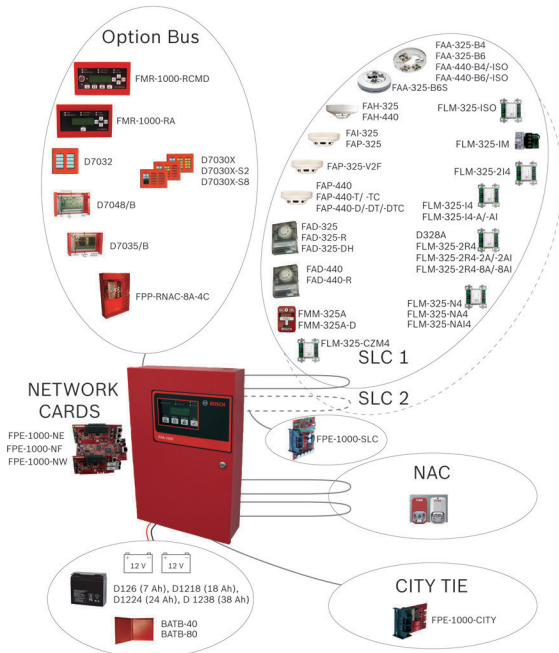 Option Bus
FMR-1000-RCMD
FMR-1000-RA
D7032
D7030X
D7030X-S2
D7030X-S8
D7048/B
D7035/B
FPP-RNAC-8A-4C
FAA-325-B4
FAA-325-B6
FAA-440-B4/-ISO
FAA-440-B6/-ISO
FAA-325-B6S
FAH-325
FAH-440
FAI-325
FAP-325
FAP-325-V2F
FAP-440
FAP-440-T/ -TC
FAP-440-D/-DT/-DTC
FAD-325
FAD-325-R
FAD-325-DH
FAD-440
FAD-440-R
FMM-325A
FMM-325A-D
FLM-325-CZM4
FLM-325-ISO
FLM-325-IM
FLM-325-2I4
FLM-325-I4
FLM-325-I4-A/-AI
D328A
FLM-325-2R4
FLM-325-2R4-2A/-2AI
FLM-325-2R4-8A/-8AI
FLM-325-N4
FLM-325-NA4
FLM-325-NAI4
SLC 1
SLC 2
FPE-1000-SLC
NETWORK
CARDS
FPE-1000-NE
FPE-1000-NF
FPE-1000-NW
BOSCH
NAC
CITY TIE
FPE-1000-CITY
12 V
12 V
D126 (7 Ah), D1218 (18 Ah),
D1224 (24 Ah), D 1238 (38 Ah)
BATB-40
BATB-80